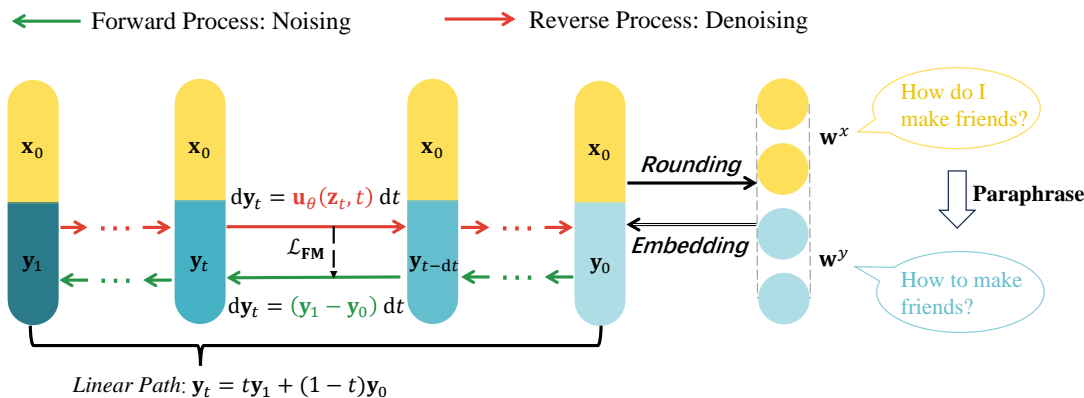 Forward Process: Noising
Reverse Process: Denoising
x₀
x₀
x₀
x₀
y₁
yₜ
yₜ₋dₜ
y₀
dyₜ = u_θ(zₜ, t) dt
ℒ_FM
dyₜ = (y₁ − y₀) dt
Rounding
Embedding
wˣ
wʸ
How do I
make friends?
Paraphrase
How to make
friends?
Linear Path: yₜ = ty₁ + (1 − t)y₀